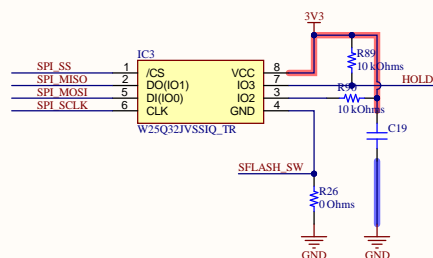 3V3
IC3
R89
10 kOhms
SPI_SS 1 /CS VCC 8
SPI_MISO 2 DO(IO1) IO3 7 HOLD
SPI_MOSI 5 DI(IO0) IO2 3 R90
SPI_SCLK 6 CLK GND 4 10 kOhms
W25Q32JVSSIQ_TR
C19
SFLASH_SW
R26
0 Ohms
GND GND